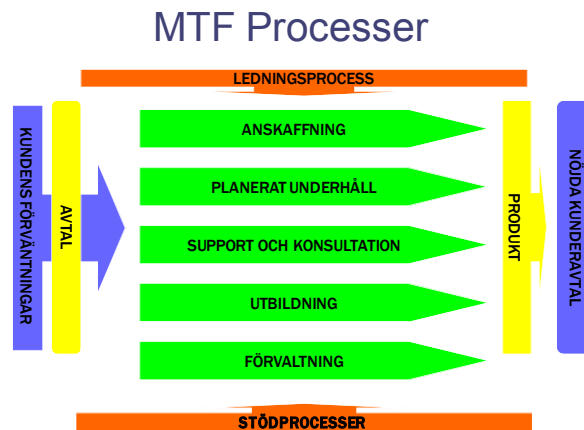 MTF Processer
LEDNINGSPROCESS
KUNDENS FÖRVÄNTNINGAR
AVTAL
ANSKAFFNING
PLANERAT UNDERHÅLL
SUPPORT OCH KONSULTATION
UTBILDNING
FÖRVALTNING
PRODUKT
NÖJDA KUNDERAVTAL
STÖDPROCESSER